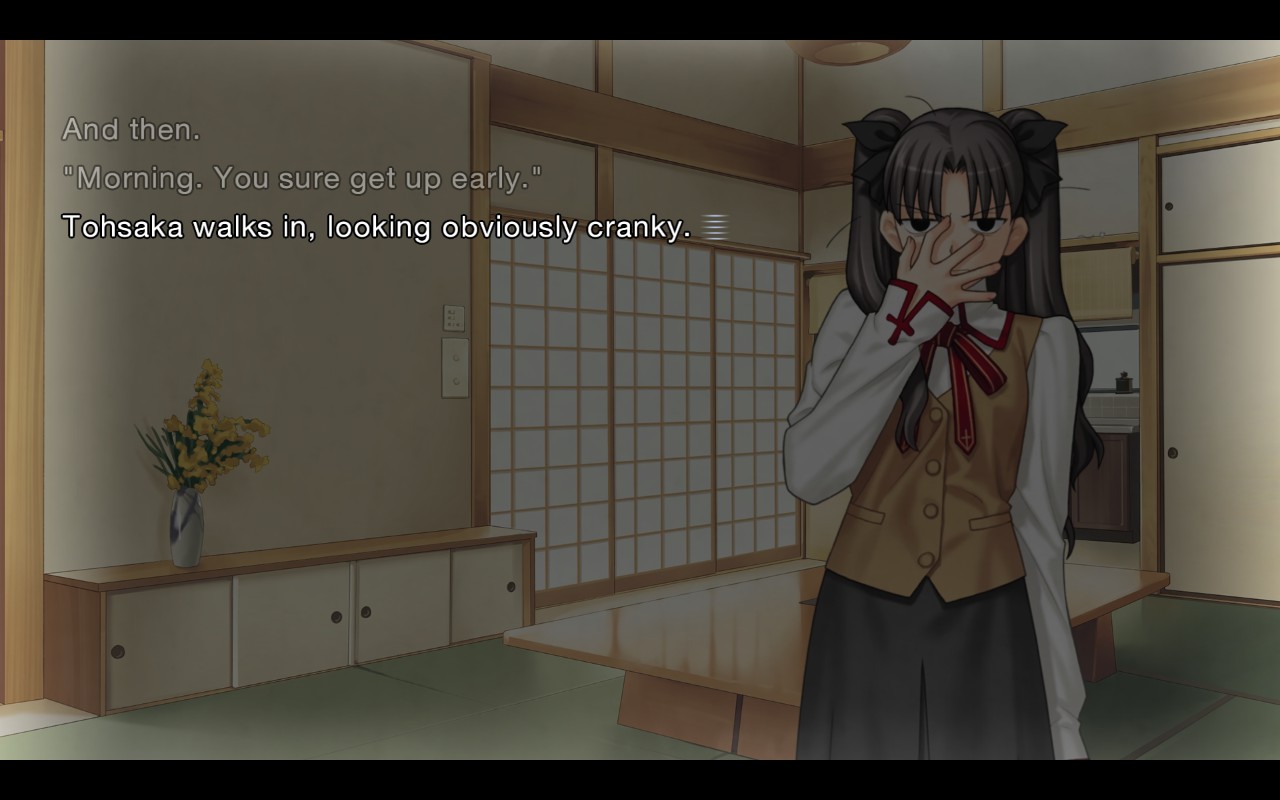 And then.
"Morning. You sure get up early."
Tohsaka walks in, looking obviously cranky.